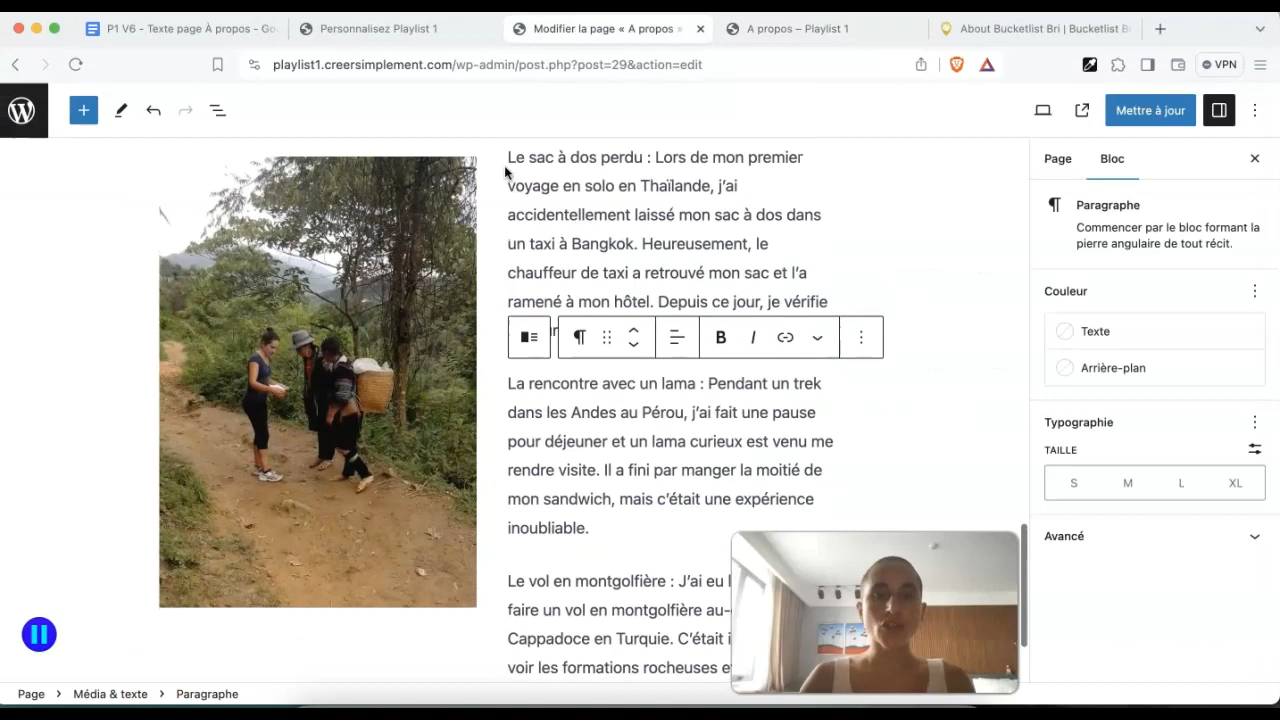 P1 V6 - Texte page À propos - Go
Personnalisez Playlist 1
Modifier la page « A propos »
A propos – Playlist 1
About Bucketlist Bri | Bucketlist Br
playlist1.creersimplement.com/wp-admin/post.php?post=29&action=edit
VPN
Mettre à jour
Le sac à dos perdu : Lors de mon premier
voyage en solo en Thaïlande, j’ai
accidentellement laissé mon sac à dos dans
un taxi à Bangkok. Heureusement, le
chauffeur de taxi a retrouvé mon sac et l’a
ramené à mon hôtel. Depuis ce jour, je vérifie
B I
La rencontre avec un lama : Pendant un trek
dans les Andes au Pérou, j’ai fait une pause
pour déjeuner et un lama curieux est venu me
rendre visite. Il a fini par manger la moitié de
mon sandwich, mais c’était une expérience
inoubliable.
Le vol en montgolfière : J’ai eu
faire un vol en montgolfière
Cappadoce en Turquie. C’était
voir les formations rocheuses
Page Bloc
Paragraphe
Commencer par le bloc formant la
pierre angulaire de tout récit.
Couleur
Texte
Arrière-plan
Typographie
TAILLE
S M L XL
Avancé
Page > Média & texte > Paragraphe